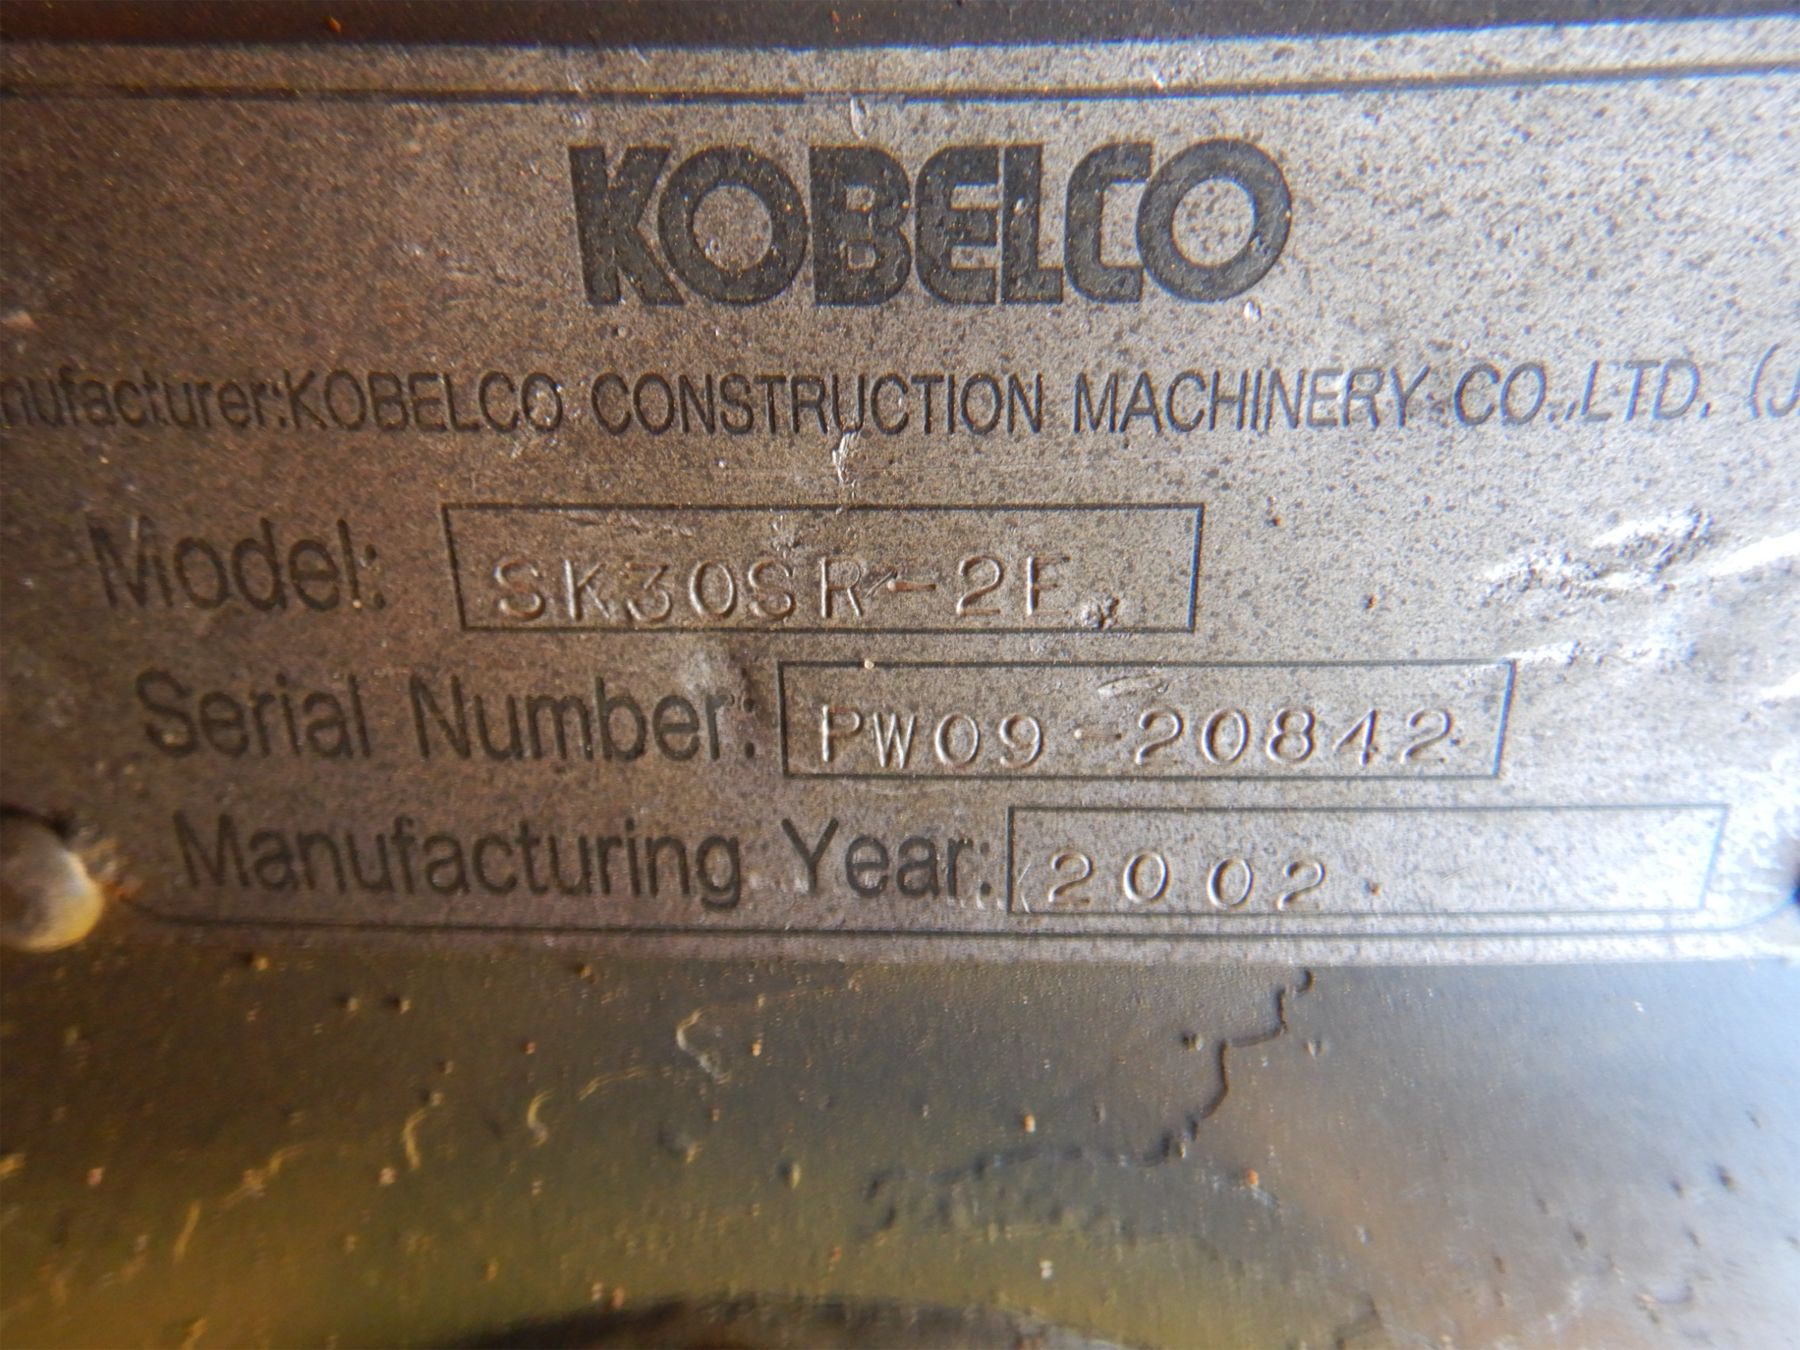 KOBELCO
nufacturer:KOBELCO CONSTRUCTION MACHINERY CO.,LTD. (J
Model: SK30SR-2E
Serial Number: PW09-20842
Manufacturing Year: 2002